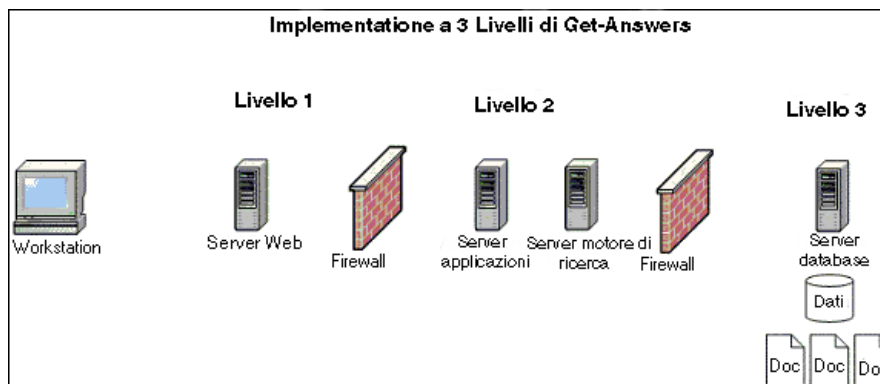 Implementatione a 3 Livelli di Get-Answers
Livello 1
Livello 2
Livello 3
Workstation
Server Web
Firewall
Server
applicazioni
Server motore di
ricerca
Firewall
Server
database
Dati
Doc
Doc
Do